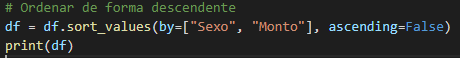 # Ordenar de forma descendente
df = df.sort_values(by=["Sexo", "Monto"], ascending=False)
print(df)